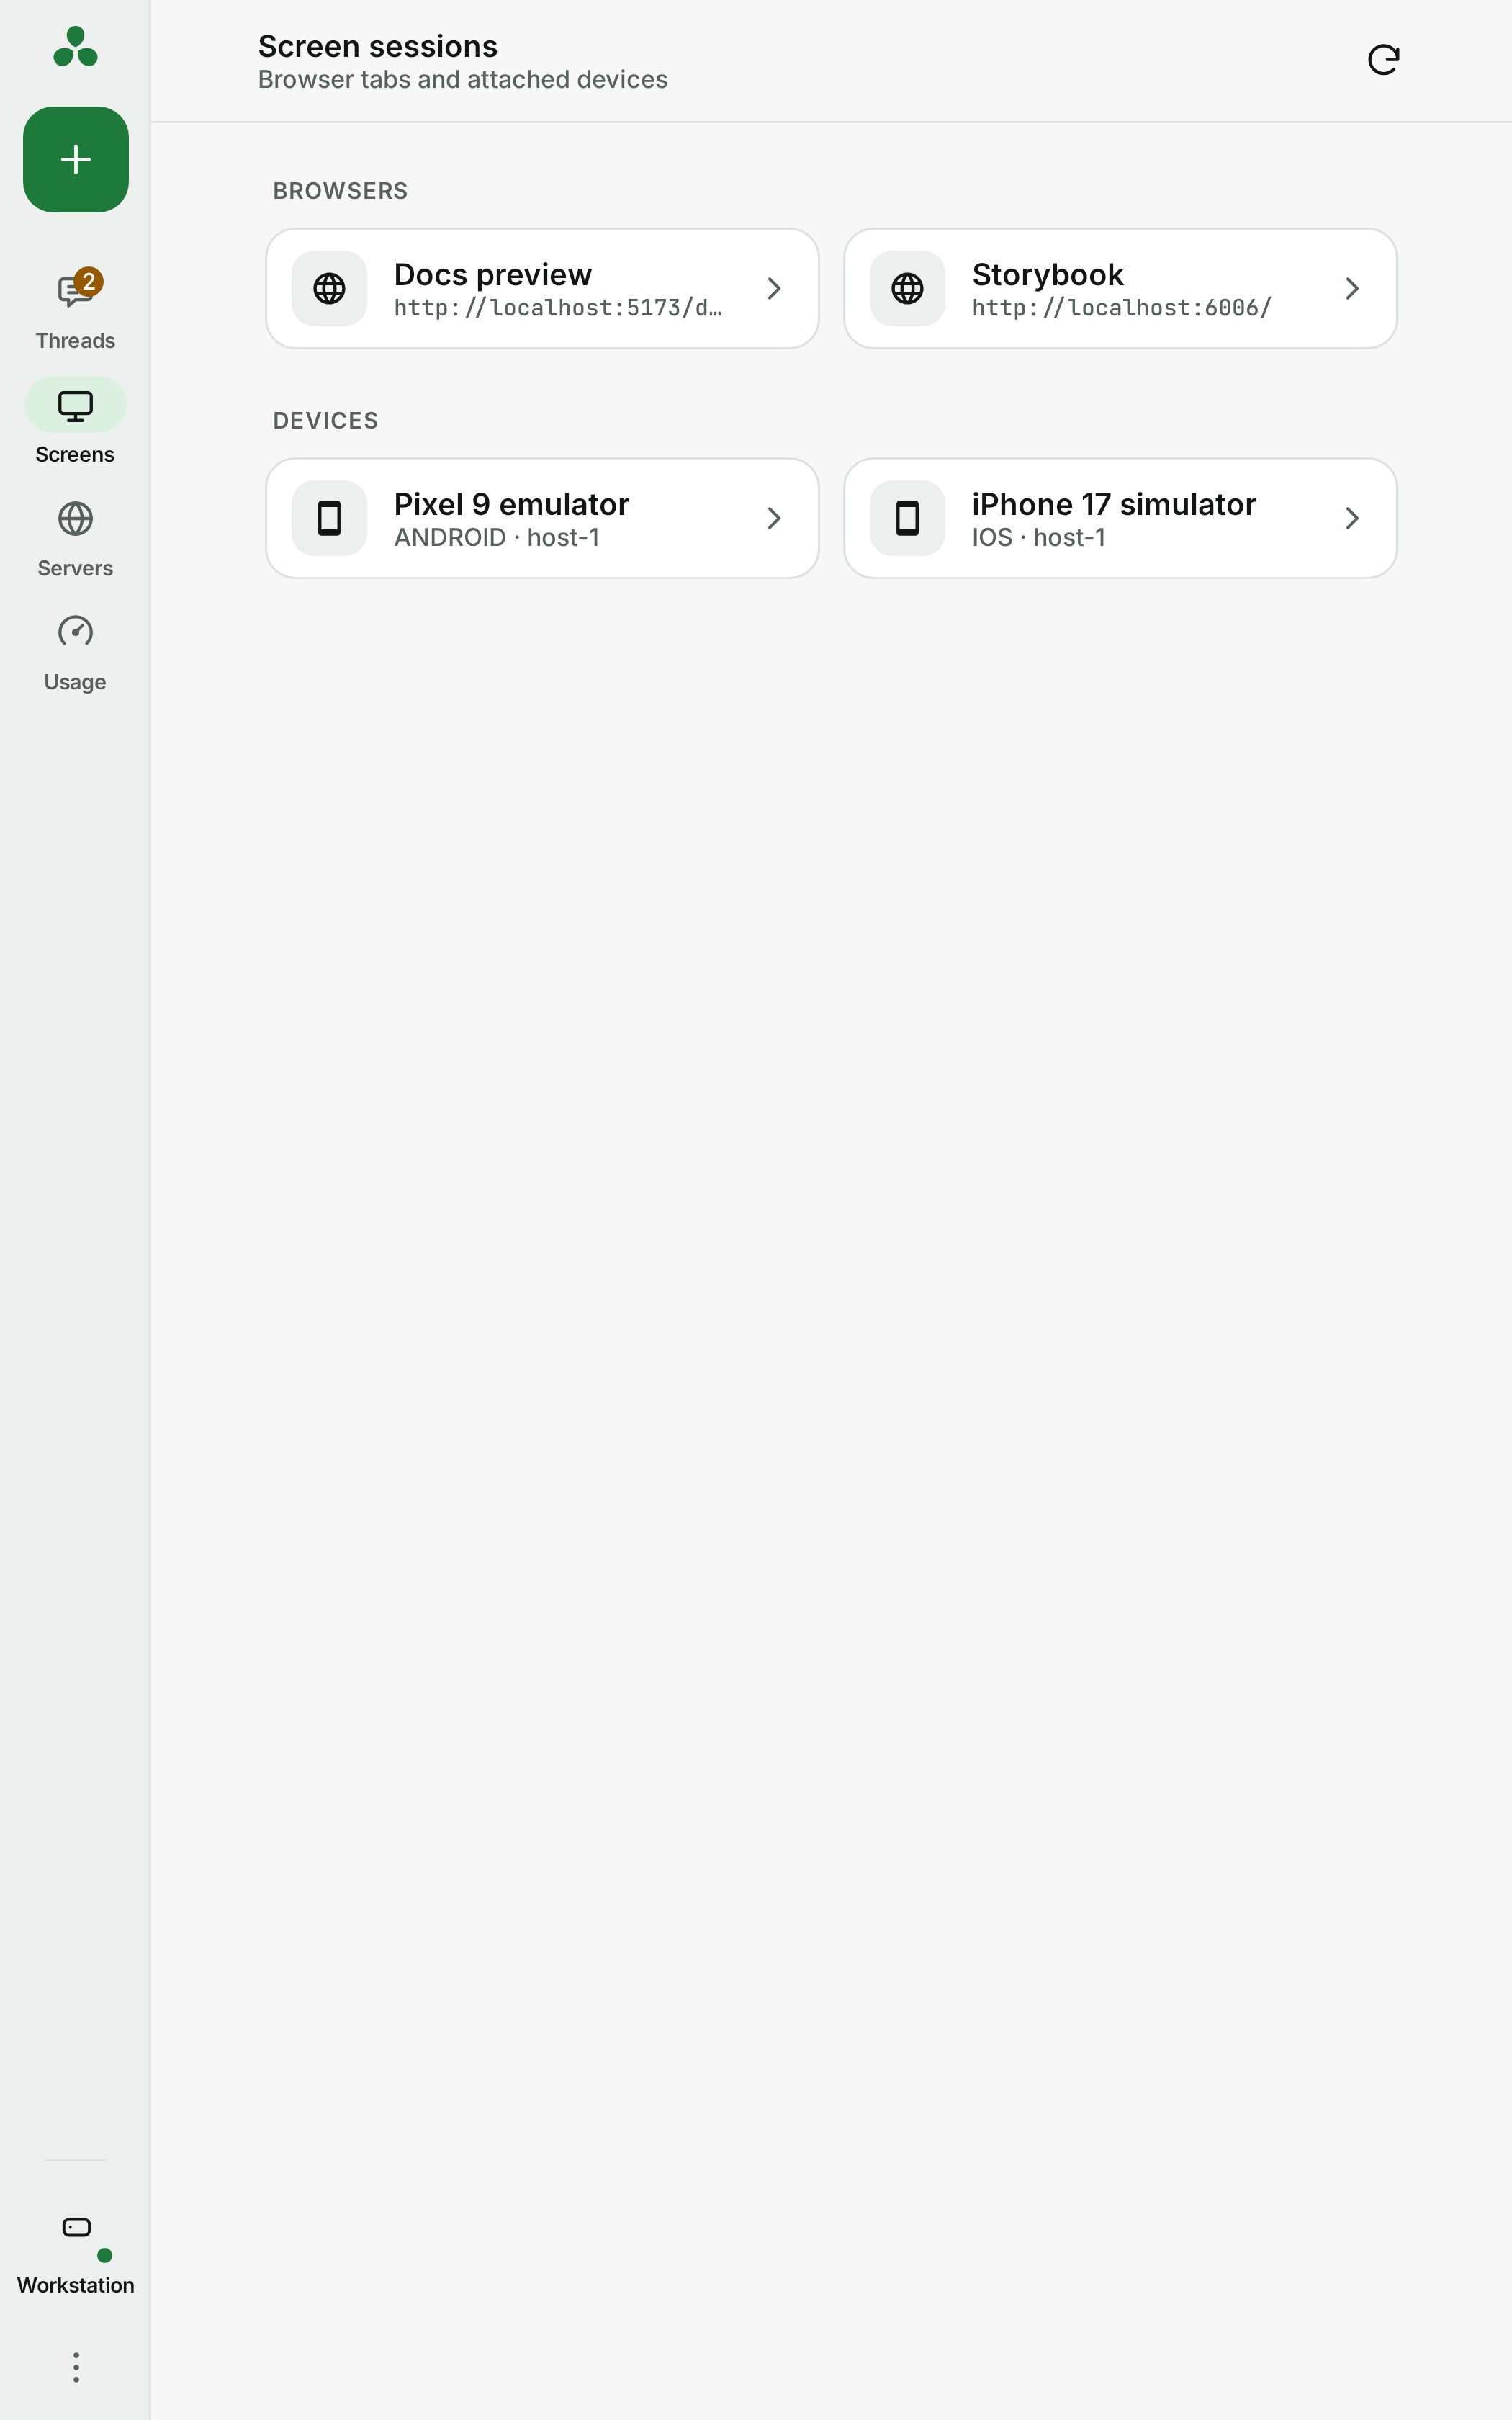 Screen sessions
Browser tabs and attached devices
2
Threads
Screens
Servers
Usage
BROWSERS
Docs preview
http://localhost:5173/d…
Storybook
http://localhost:6006/
DEVICES
Pixel 9 emulator
ANDROID · host-1
iPhone 17 simulator
IOS · host-1
Workstation